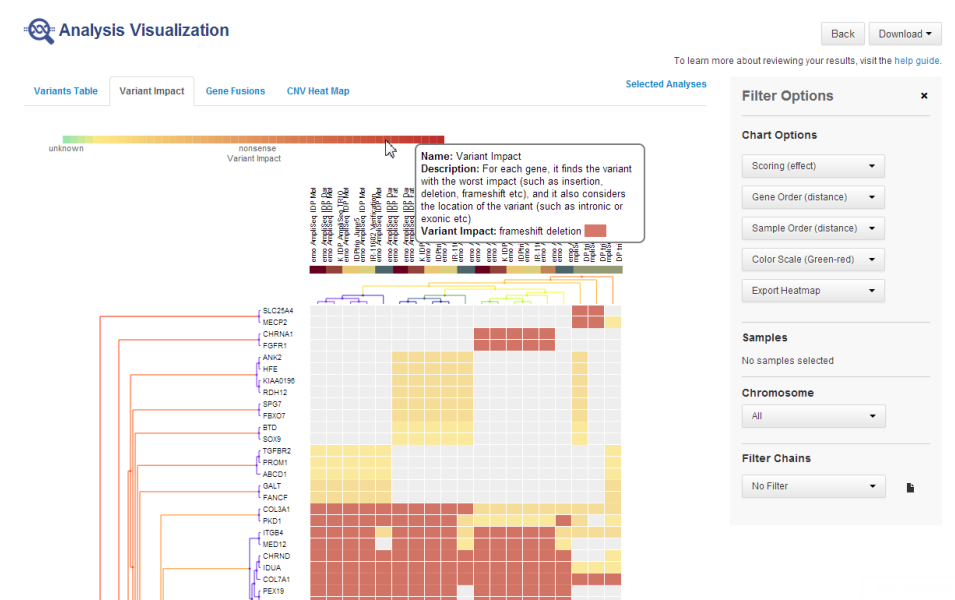 Analysis Visualization
Back
Download
To learn more about reviewing your results, visit the help guide.
Variants Table
Variant Impact
Gene Fusions
CNV Heat Map
Selected Analyses
unknown
nonsense
Variant Impact
Name: Variant Impact
Description: For each gene, it finds the variant
with the worst impact (such as insertion,
deletion, frameshift etc), and it also considers
the location of the variant (such as intronic or
exonic etc)
Variant Impact: frameshift deletion
SLC25A4
MECP2
CHRNA1
FGFR1
ANK2
HFE
KIAA0196
RDH12
SPG7
FBXO7
BTD
SOX9
TGFBR2
PROM1
ABCD1
GALT
FANCF
COL3A1
PKD1
ITGB4
MED12
CHRND
IDUA
COL7A1
PEX19
Filter Options
×
Chart Options
Scoring (effect)
Gene Order (distance)
Sample Order (distance)
Color Scale (Green-red)
Export Heatmap
Samples
No samples selected
Chromosome
All
Filter Chains
No Filter